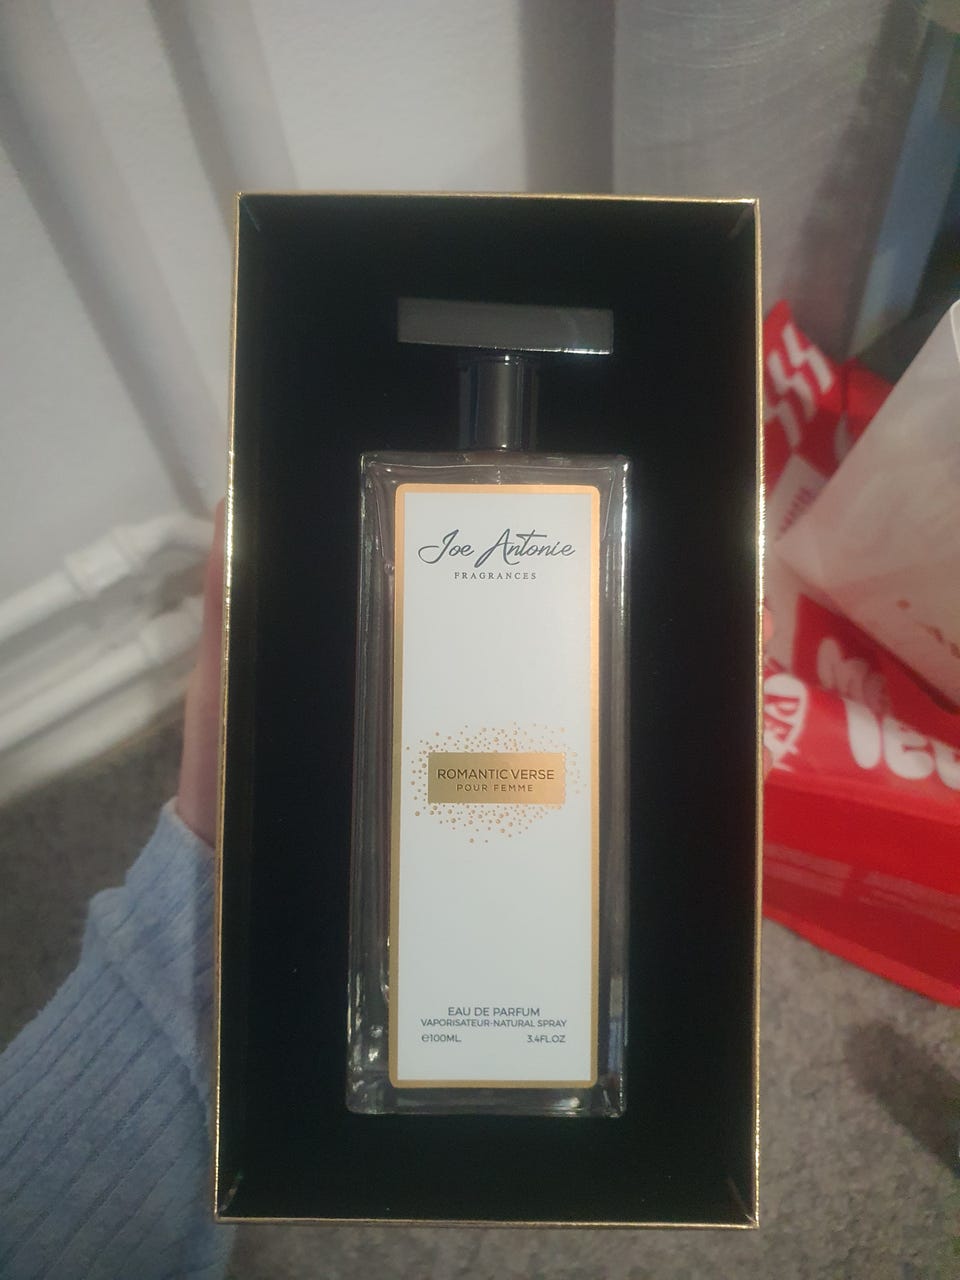 Joe Antonie
FRAGRANCES
ROMANTIC VERSE
POUR FEMME
EAU DE PARFUM
VAPORISATEUR-NATURAL SPRAY
℮100ML 3.4FL.OZ